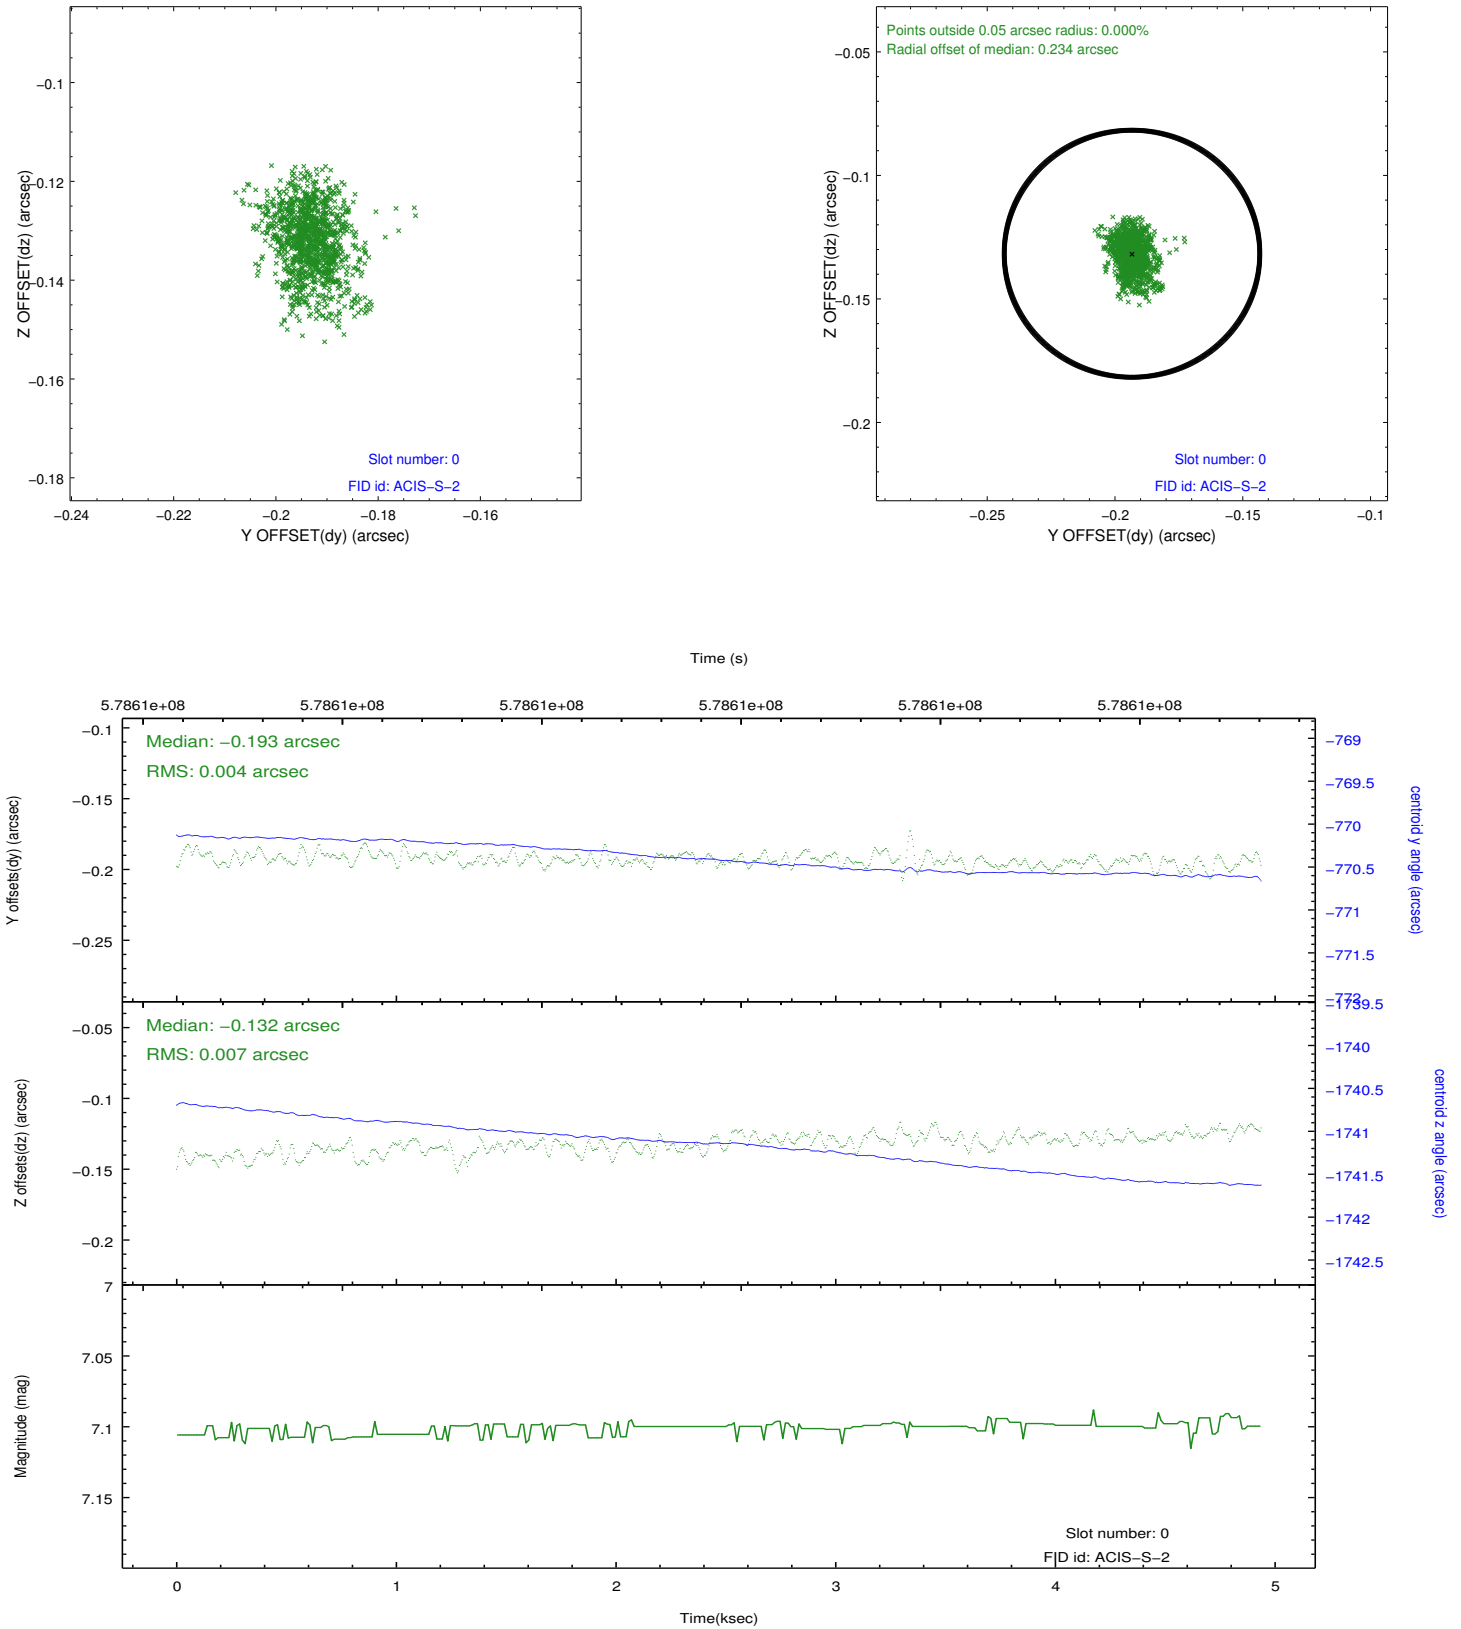 −0.1
−0.12
−0.14
−0.16
−0.18
Z OFFSET(dz) (arcsec)
Slot number: 0
FID id: ACIS−S−2
−0.24
−0.22
−0.2
−0.18
−0.16
Y OFFSET(dy) (arcsec)
Points outside 0.05 arcsec radius: 0.000%
Radial offset of median: 0.234 arcsec
−0.05
−0.1
−0.15
−0.2
Z OFFSET(dz) (arcsec)
Slot number: 0
FID id: ACIS−S−2
−0.25
−0.2
−0.15
−0.1
Y OFFSET(dy) (arcsec)
Time (s)
5.7861e+08
5.7861e+08
5.7861e+08
5.7861e+08
5.7861e+08
5.7861e+08
Median: −0.193 arcsec
RMS: 0.004 arcsec
−0.1
−0.15
−0.2
−0.25
Y offsets(dy) (arcsec)
−769
−769.5
−770
−770.5
−771
−771.5
−772
centroid y angle (arcsec)
Median: −0.132 arcsec
RMS: 0.007 arcsec
−0.05
−0.1
−0.15
−0.2
Z offsets(dz) (arcsec)
−1739.5
−1740
−1740.5
−1741
−1741.5
−1742
−1742.5
centroid z angle (arcsec)
7
7.05
7.1
7.15
Magnitude (mag)
Slot number: 0
FID id: ACIS−S−2
0
1
2
3
4
5
Time(ksec)